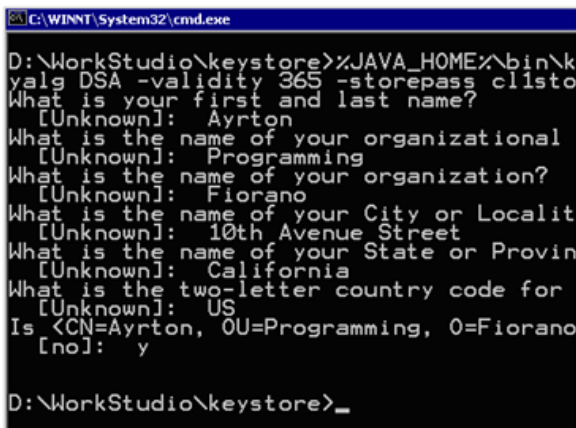 C:\WINNT\System32\cmd.exe
D:\WorkStudio\keystore>%JAVA_HOME%\bin\k
yalg DSA -validity 365 -storepass cl1sto
What is your first and last name?
[Unknown]: Ayrton
What is the name of your organizational
[Unknown]: Programming
What is the name of your organization?
[Unknown]: Fiorano
What is the name of your City or Localit
[Unknown]: 10th Avenue Street
What is the name of your State or Provin
[Unknown]: California
What is the two-letter country code for
[Unknown]: US
Is <CN=Ayrton, OU=Programming, O=Fiorano
[no]: y
D:\WorkStudio\keystore>_